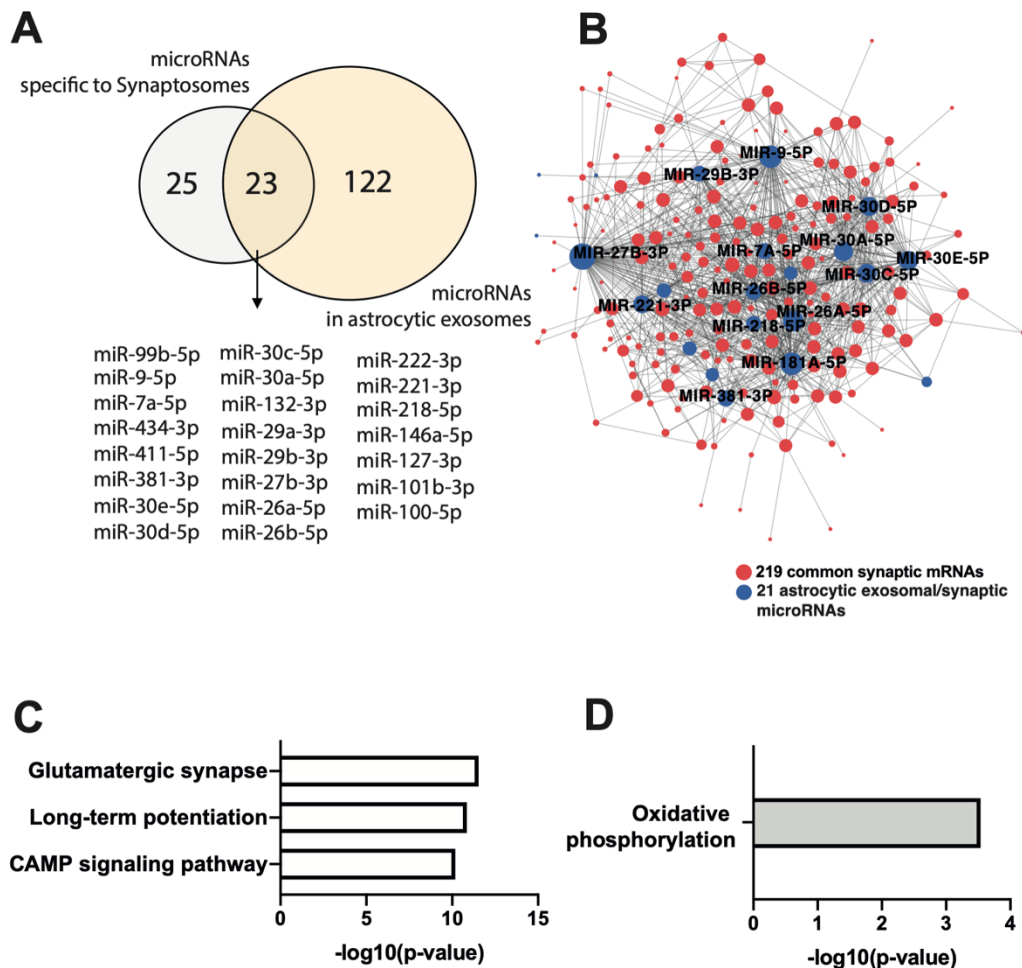 A
microRNAs
specific to Synaptosomes
25
23
122
microRNAs
in astrocytic exosomes
miR-99b-5p
miR-9-5p
miR-7a-5p
miR-434-3p
miR-411-5p
miR-381-3p
miR-30e-5p
miR-30d-5p
miR-30c-5p
miR-30a-5p
miR-132-3p
miR-29a-3p
miR-29b-3p
miR-27b-3p
miR-26a-5p
miR-26b-5p
miR-222-3p
miR-221-3p
miR-218-5p
miR-146a-5p
miR-127-3p
miR-101b-3p
miR-100-5p
B
MIR-9-5P
MIR-29B-3P
MIR-30D-5P
MIR-27B-3P
MIR-7A-5P
MIR-30A-5P
MIR-30E-5P
MIR-30C-5P
MIR-26B-5P
MIR-221-3P
MIR-26A-5P
MIR-218-5P
MIR-181A-5P
MIR-381-3P
219 common synaptic mRNAs
21 astrocytic exosomal/synaptic
microRNAs
C
Glutamatergic synapse
Long-term potentiation
CAMP signaling pathway
0 5 10 15
-log10(p-value)
D
Oxidative
phosphorylation
0 1 2 3 4
-log10(p-value)